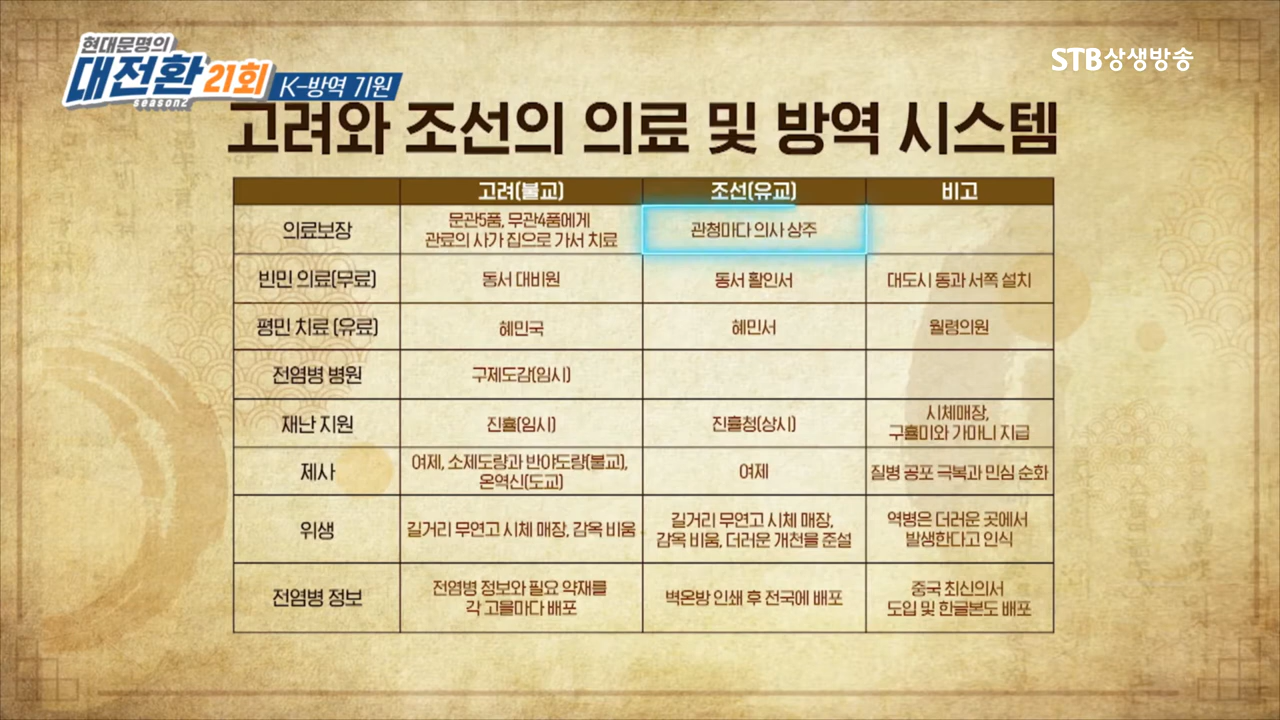 현대문명의
대전환 21회
season2
K-방역 기원
STB상생방송
고려와 조선의 의료 및 방역 시스템
고려(불교) 조선(유교) 비고
의료보장 문관5품, 무관4품에게 관청마다 의사 상주
관료의 사가 집으로 가서 치료
빈민 의료(무료) 동서 대비원 동서 활인서 대도시 동과 서쪽 설치
평민 치료 (유료) 혜민국 혜민서 월령의원
전염병 병원 구제도감(임시)
재난 지원 진휼(임시) 진휼청(상시) 시체매장,
구휼미와 가마니 지급
제사 여제, 소제도량과 반야도량(불교), 여제 질병 공포 극복과 민심 순화
온역신(도교)
위생 길거리 무연고 시체 매장, 감옥 비움 길거리 무연고 시체 매장, 역병은 더러운 곳에서
감옥 비움, 더러운 개천을 준설 발생한다고 인식
전염병 정보 전염병 정보와 필요 약재를 벽온방 인쇄 후 전국에 배포 중국 최신의서
각 고을마다 배포 도입 및 한글본도 배포